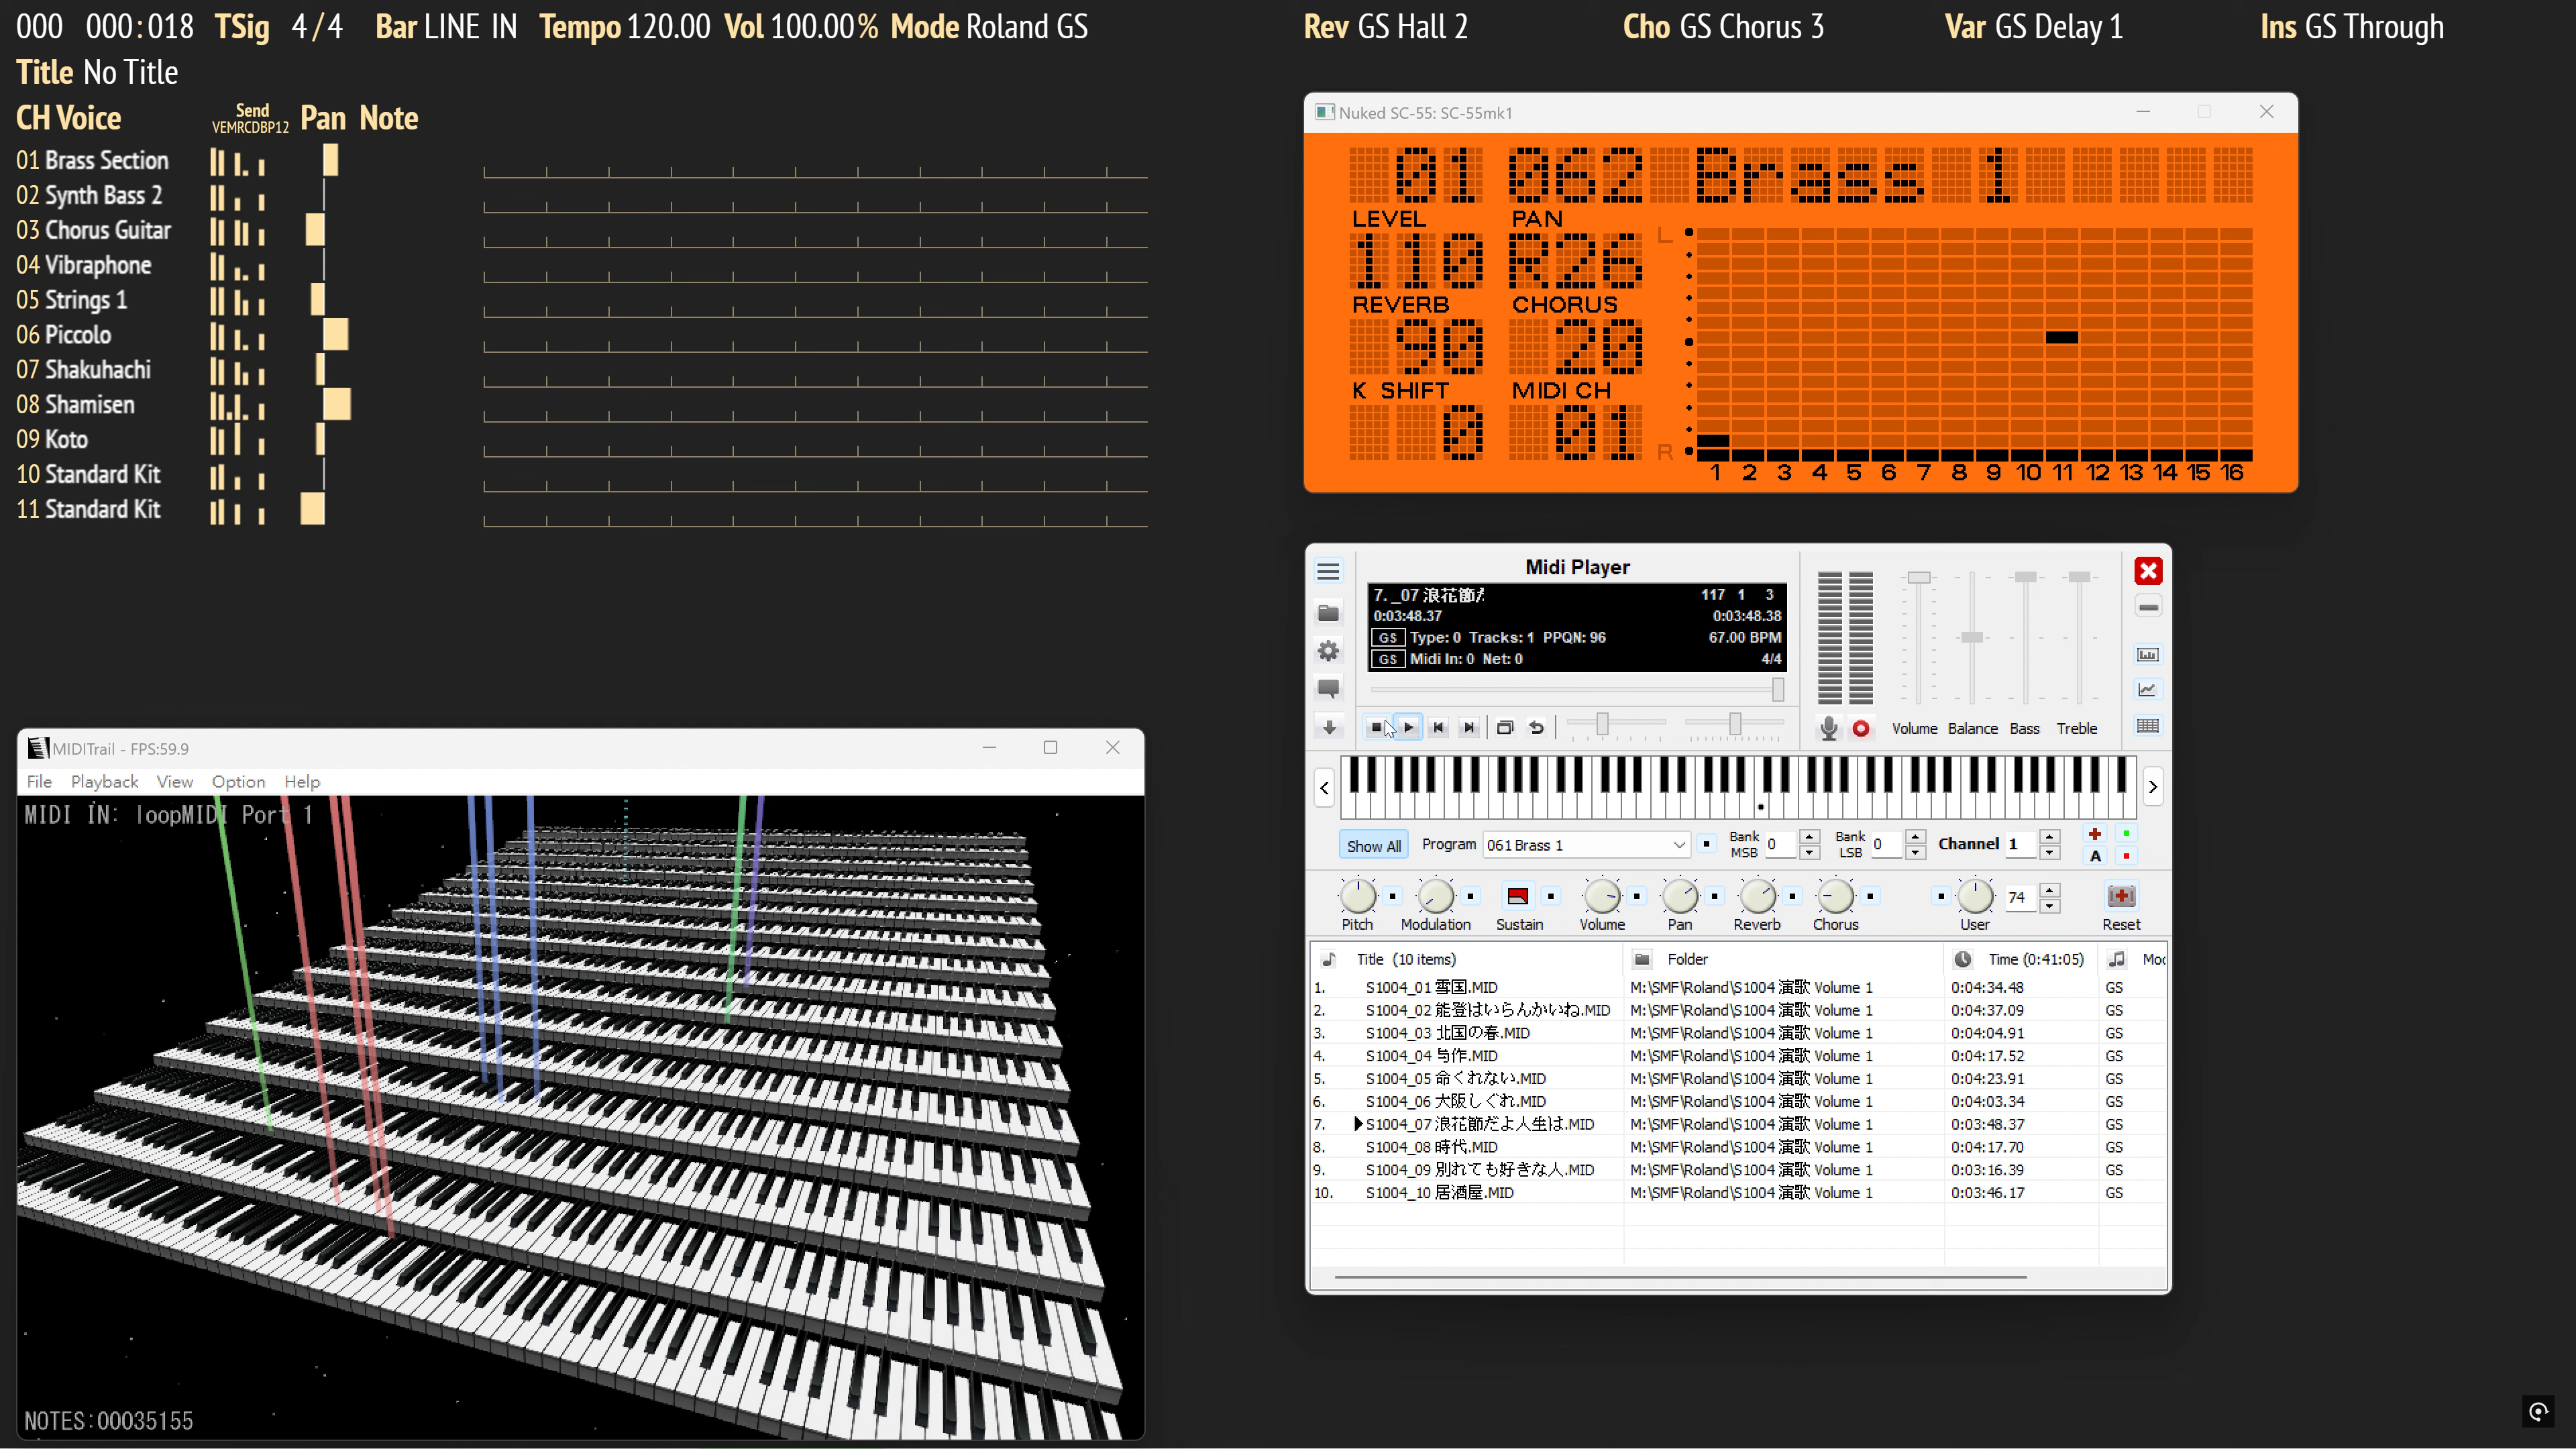 000 000:018 TSig 4/4 Bar LINE IN Tempo 120.00 Vol 100.00% Mode Roland GS
Rev GS Hall 2 Cho GS Chorus 3 Var GS Delay 1 Ins GS Through
Title No Title
CH Voice Send VEMRCDBP12 Pan Note
01 Brass Section
02 Synth Bass 2
03 Chorus Guitar
04 Vibraphone
05 Strings 1
06 Piccolo
07 Shakuhachi
08 Shamisen
09 Koto
10 Standard Kit
11 Standard Kit
Nuked SC-55: SC-55mk1
01 062 Brass 1
LEVEL PAN
110 R26
REVERB CHORUS
90 20
K SHIFT MIDI CH
0 01
L
R
1 2 3 4 5 6 7 8 9 10 11 12 13 14 15 16
Midi Player
7. _07 浪花節 117 1 3
0:03:48.37 0:03:48.38
GS Type: 0 Tracks: 1 PPQN: 96 67.00 BPM
GS Midi In: 0 Net: 0 4/4
Volume Balance Bass Treble
Show All Program 061 Brass 1 Bank MSB 0 Bank LSB 0 Channel 1 A
74
Pitch Modulation Sustain Volume Pan Reverb Chorus User Reset
Title (10 items) Folder Time (0:41:05) Mod
1. S1004_01 雪国.MID M:\SMF\Roland\S1004 演歌 Volume 1 0:04:34.48 GS
2. S1004_02 能登はいらんかいね.MID M:\SMF\Roland\S1004 演歌 Volume 1 0:04:37.09 GS
3. S1004_03 北国の春.MID M:\SMF\Roland\S1004 演歌 Volume 1 0:04:04.91 GS
4. S1004_04 与作.MID M:\SMF\Roland\S1004 演歌 Volume 1 0:04:17.52 GS
5. S1004_05 命くれない.MID M:\SMF\Roland\S1004 演歌 Volume 1 0:04:23.91 GS
6. S1004_06 大阪しぐれ.MID M:\SMF\Roland\S1004 演歌 Volume 1 0:04:03.34 GS
7. S1004_07 浪花節だよ人生は.MID M:\SMF\Roland\S1004 演歌 Volume 1 0:03:48.37 GS
8. S1004_08 時代.MID M:\SMF\Roland\S1004 演歌 Volume 1 0:04:17.70 GS
9. S1004_09 別れても好きな人.MID M:\SMF\Roland\S1004 演歌 Volume 1 0:03:16.39 GS
10. S1004_10 居酒屋.MID M:\SMF\Roland\S1004 演歌 Volume 1 0:03:46.17 GS
MIDITrail - FPS:59.9
File Playback View Option Help
MIDI IN: loopMIDI Port 1
NOTES:00035155